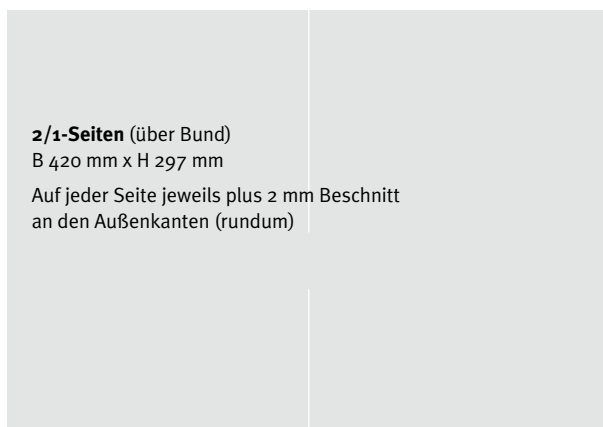 2/1-Seiten (über Bund)
B 420 mm x H 297 mm
Auf jeder Seite jeweils plus 2 mm Beschnitt
an den Außenkanten (rundum)